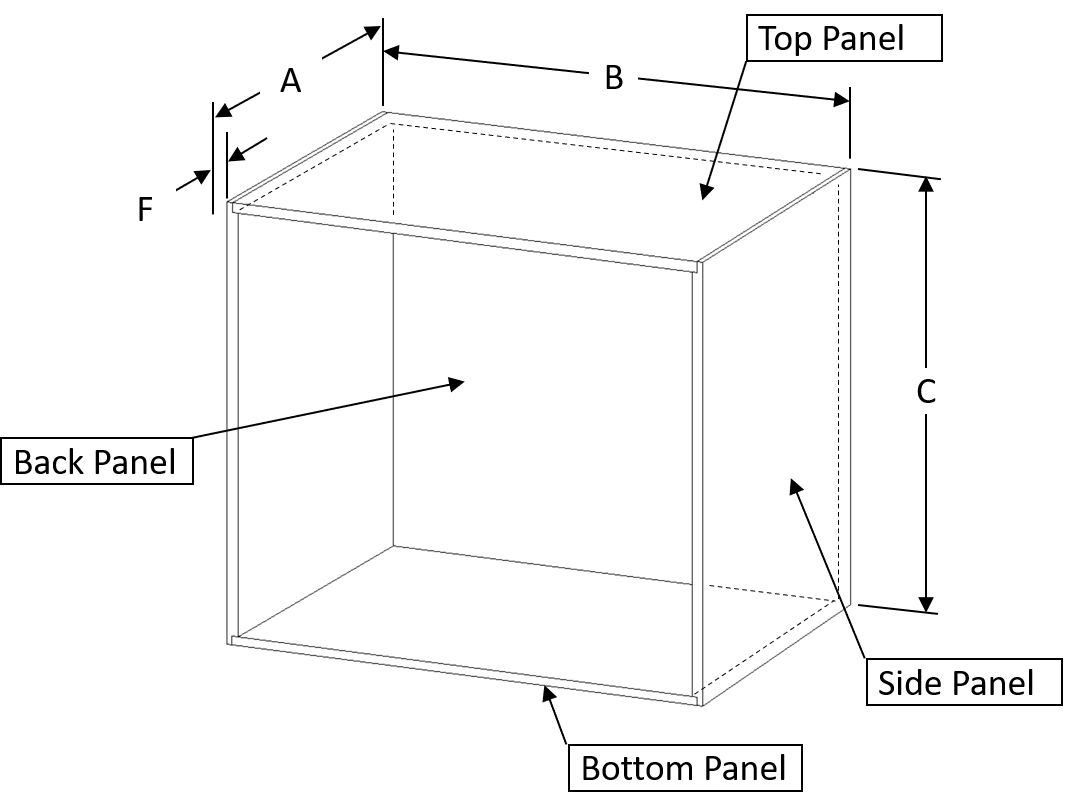 Top Panel
A
B
F
C
Back Panel
Side Panel
Bottom Panel